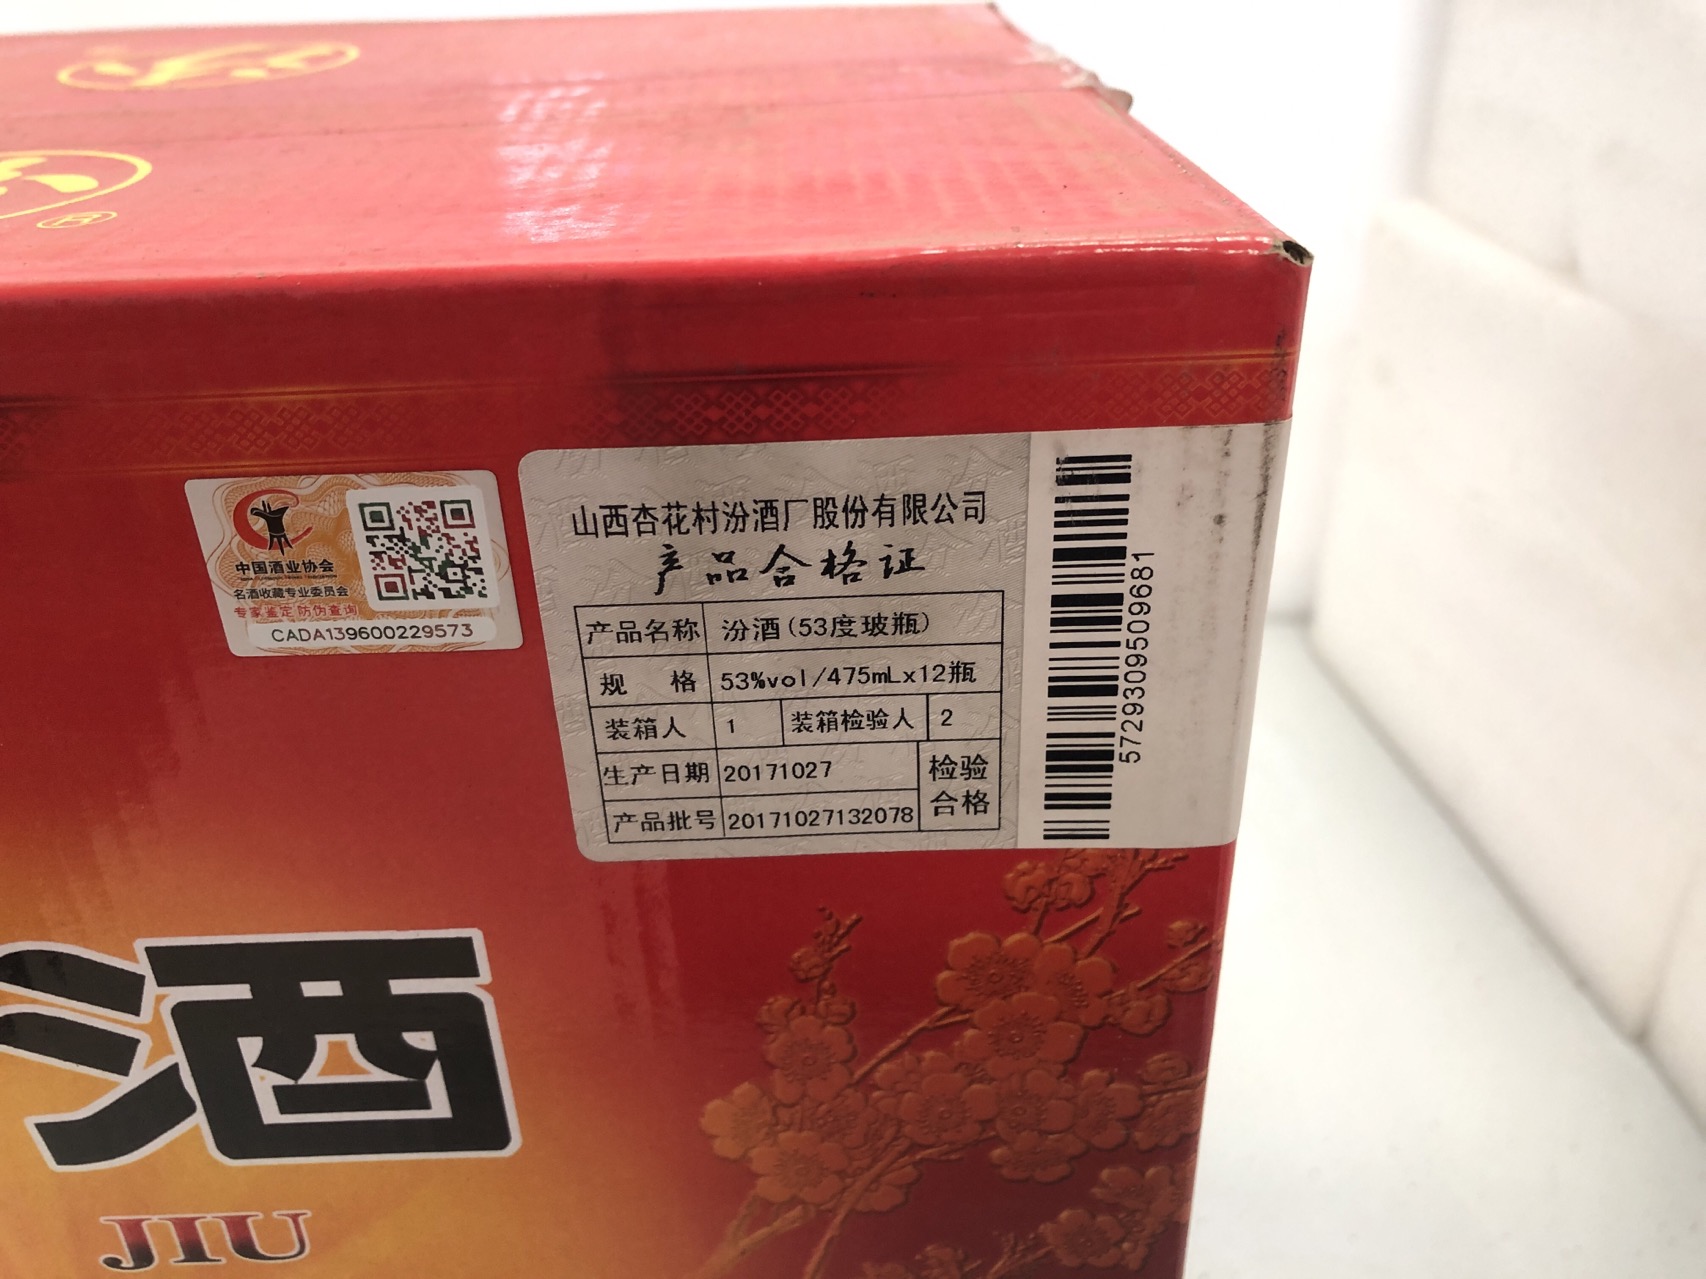 ®
中国酒业协会
名酒收藏专业委员会
专家鉴定防伪查询
CADA139600229573
山西杏花村汾酒厂股份有限公司
产品合格证
产品名称 汾酒(53度玻瓶)
规 格 53%vol/475mLx12瓶
装箱人 1 装箱检验人 2
生产日期 20171027 检验
产品批号 20171027132078 合格
5729309509681
酒
JIU